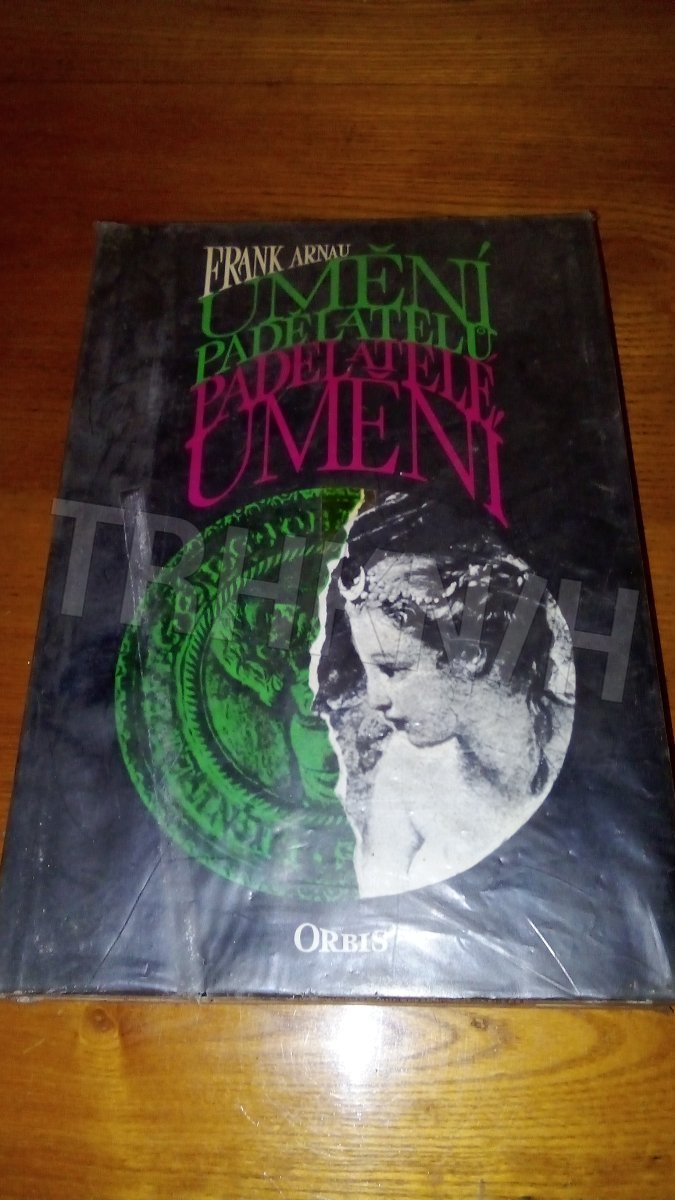 FRANK ARNAU
UMĚNÍ
PADĚLATELŮ
PADĚLATELÉ
UMĚNÍ
TRHKNIH
ORBIS